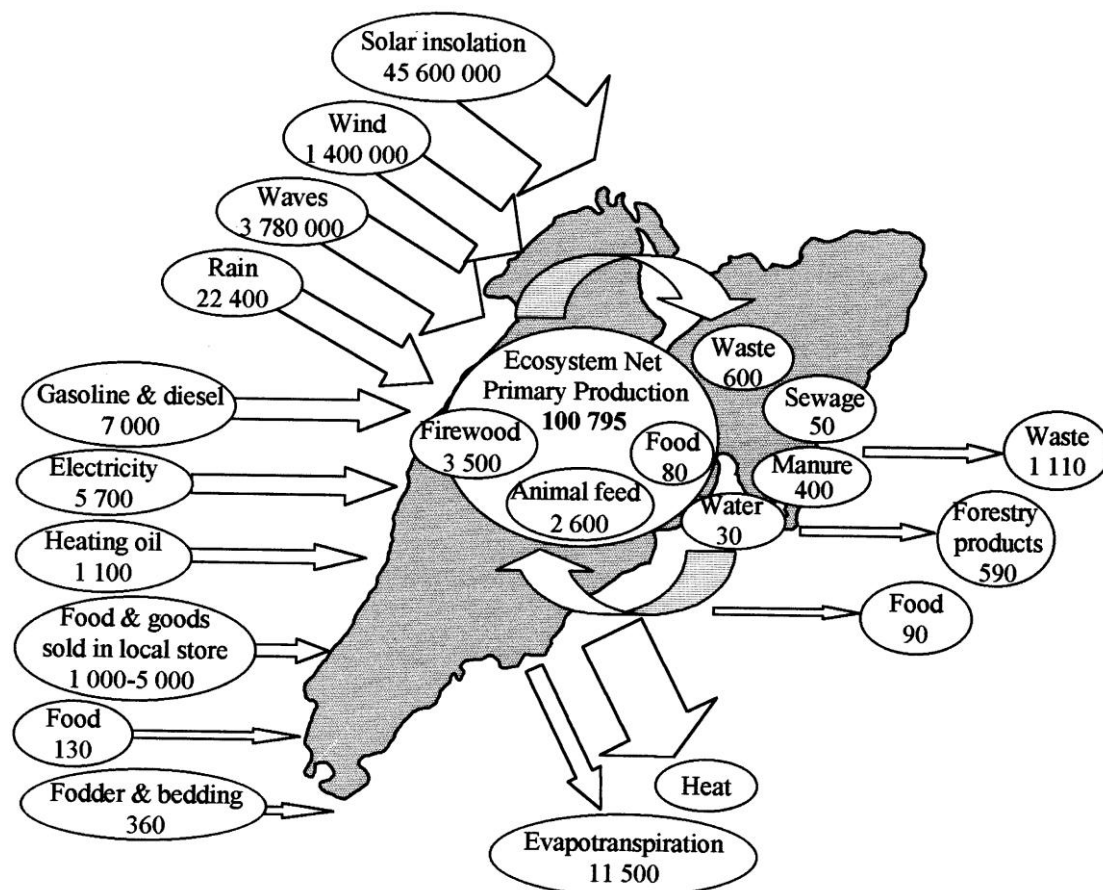 Solar insolation
45 600 000
Wind
1 400 000
Waves
3 780 000
Rain
22 400
Gasoline & diesel
7 000
Electricity
5 700
Heating oil
1 100
Food & goods
sold in local store
1 000-5 000
Food
130
Fodder & bedding
360
Ecosystem Net
Primary Production
100 795
Firewood
3 500
Food
80
Animal feed
2 600
Waste
600
Sewage
50
Manure
400
Water
30
Waste
1 110
Forestry
products
590
Food
90
Heat
Evapotranspiration
11 500